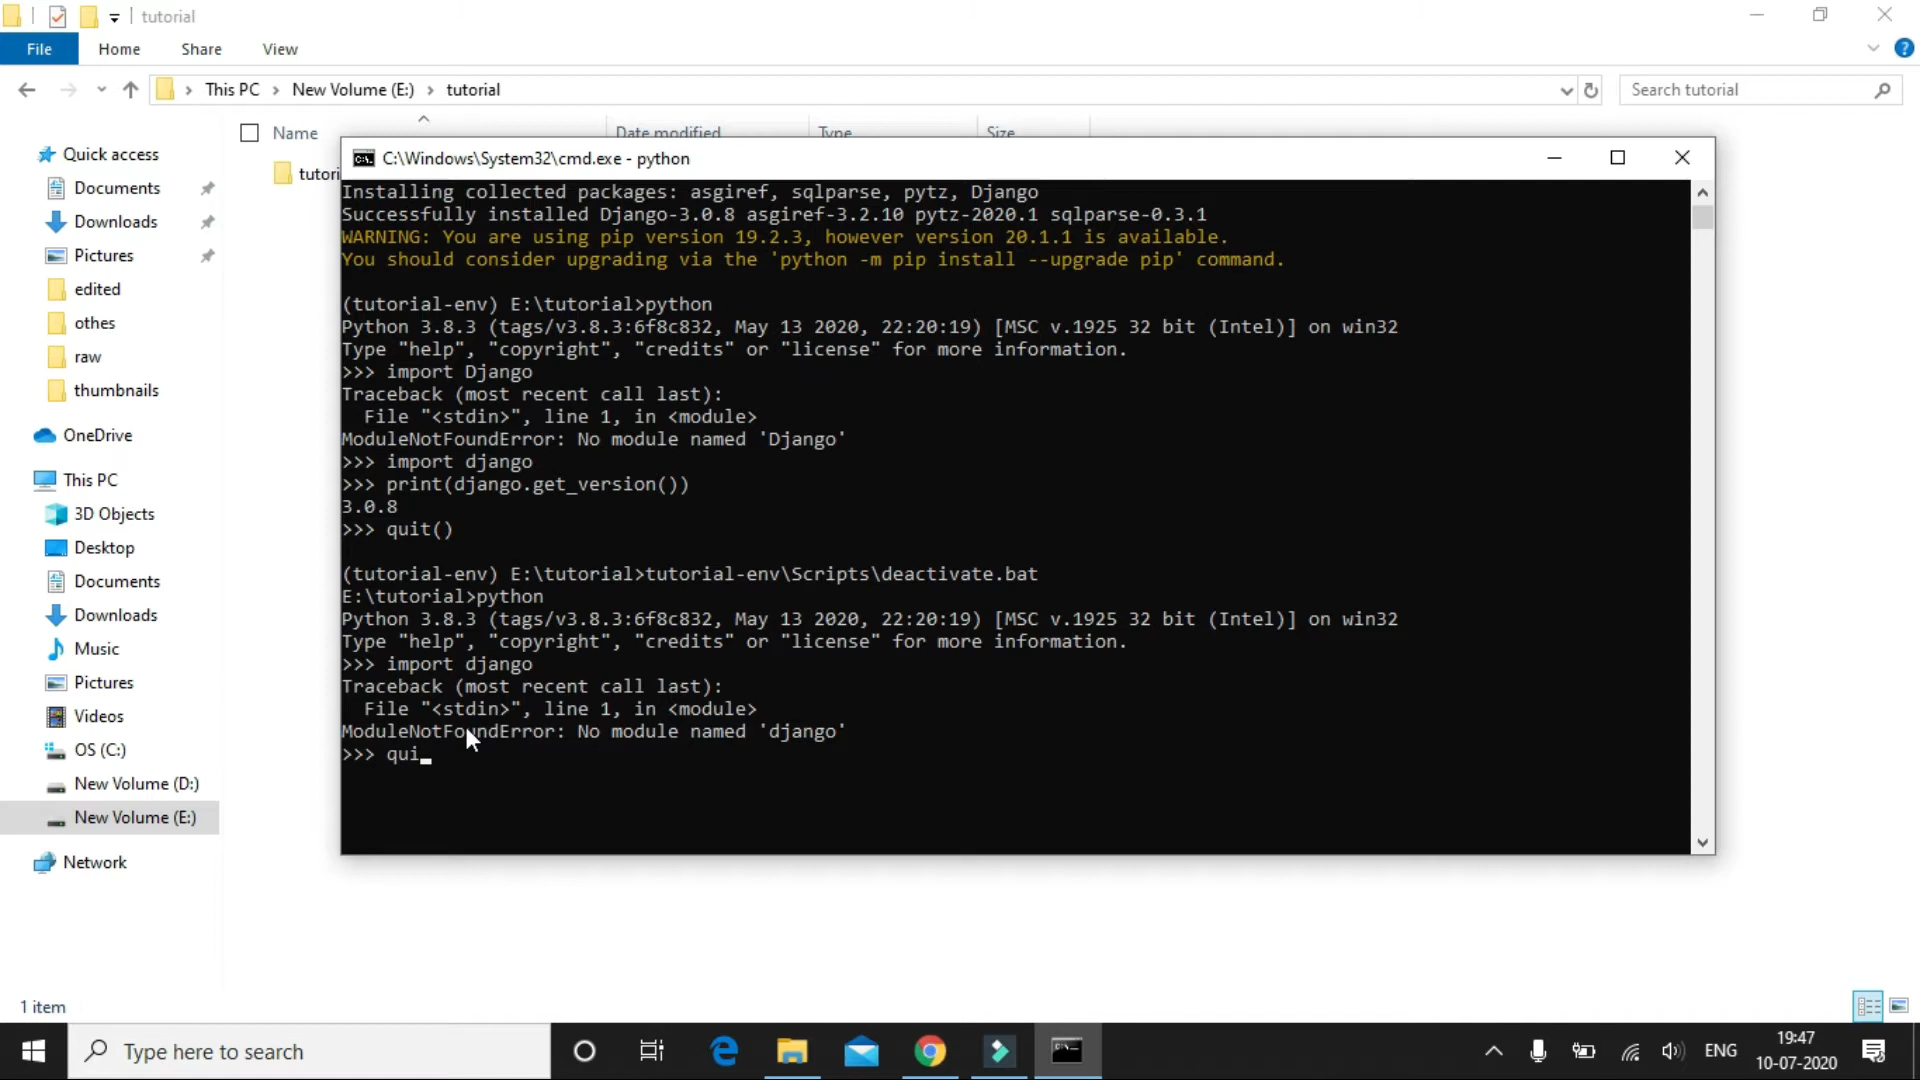 tutorial
File Home Share View
This PC New Volume (E:) tutorial
Search tutorial
Name Date modified Type Size
Quick access
Documents
Downloads
Pictures
edited
othes
raw
thumbnails
OneDrive
This PC
3D Objects
Desktop
Documents
Downloads
Music
Pictures
Videos
OS (C:)
New Volume (D:)
New Volume (E:)
Network
tutori
C:\Windows\System32\cmd.exe - python
Installing collected packages: asgiref, sqlparse, pytz, Django
Successfully installed Django-3.0.8 asgiref-3.2.10 pytz-2020.1 sqlparse-0.3.1
WARNING: You are using pip version 19.2.3, however version 20.1.1 is available.
You should consider upgrading via the 'python -m pip install --upgrade pip' command.
(tutorial-env) E:\tutorial>python
Python 3.8.3 (tags/v3.8.3:6f8c832, May 13 2020, 22:20:19) [MSC v.1925 32 bit (Intel)] on win32
Type "help", "copyright", "credits" or "license" for more information.
>>> import Django
Traceback (most recent call last):
  File "<stdin>", line 1, in <module>
ModuleNotFoundError: No module named 'Django'
>>> import django
>>> print(django.get_version())
3.0.8
>>> quit()
(tutorial-env) E:\tutorial>tutorial-env\Scripts\deactivate.bat
E:\tutorial>python
Python 3.8.3 (tags/v3.8.3:6f8c832, May 13 2020, 22:20:19) [MSC v.1925 32 bit (Intel)] on win32
Type "help", "copyright", "credits" or "license" for more information.
>>> import django
Traceback (most recent call last):
  File "<stdin>", line 1, in <module>
ModuleNotFoundError: No module named 'django'
>>> qui
1 item
Type here to search
ENG
19:47
10-07-2020